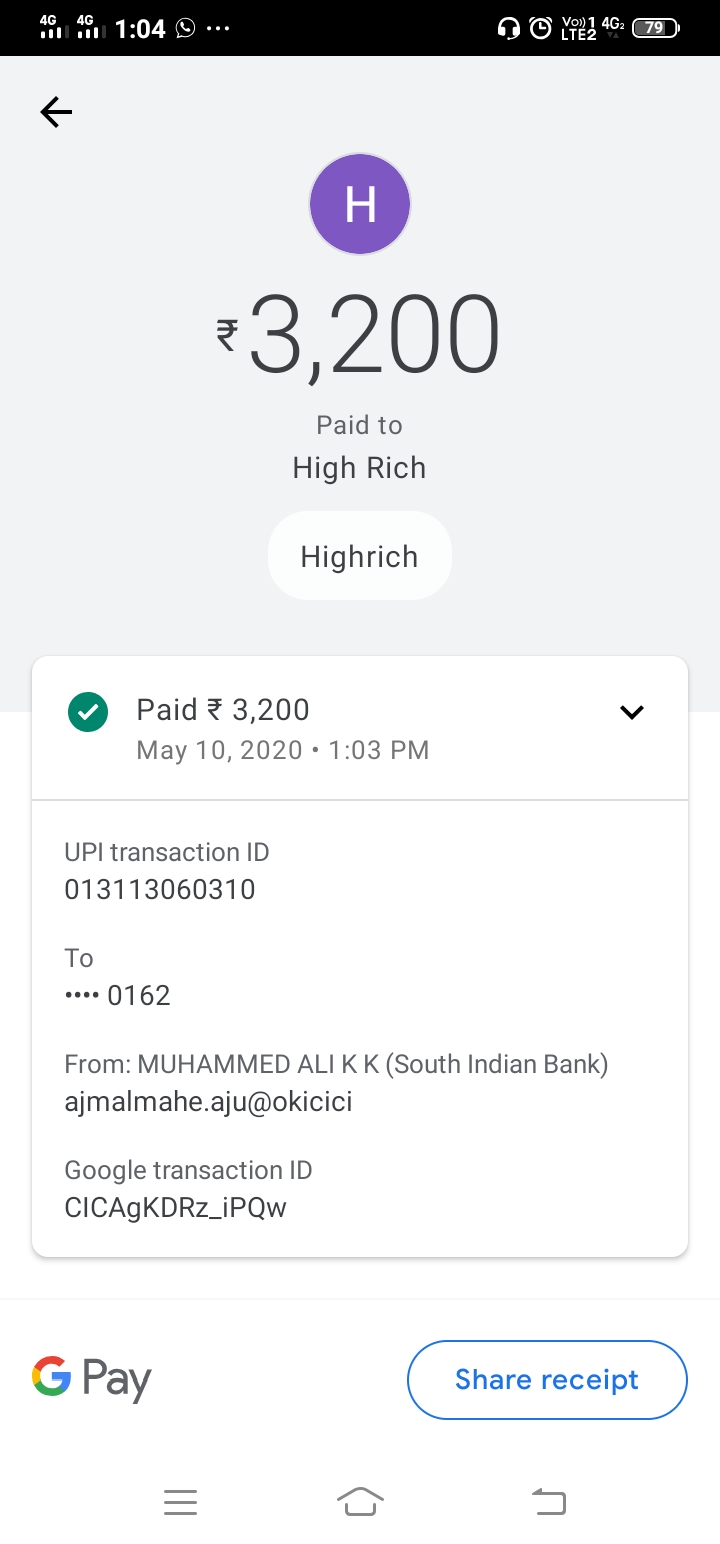 4G 4G 1:04 ... Vo)) 1 4G2 79
LTE2
H
₹3,200
Paid to
High Rich
Highrich
Paid ₹ 3,200
May 10, 2020 • 1:03 PM
UPI transaction ID
013113060310
To
•••• 0162
From: MUHAMMED ALI K K (South Indian Bank)
ajmalmahe.aju@okicici
Google transaction ID
CICAgKDRz_iPQw
G Pay
Share receipt